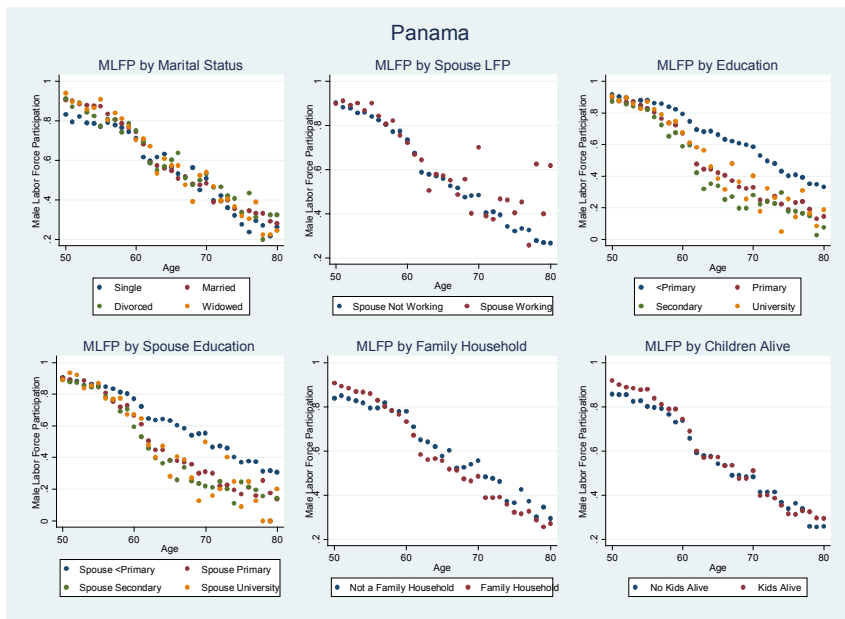 Panama
MLFP by Marital Status
Male Labor Force Participation
1
.8
.6
.4
.2
50
60
70
80
Age
Single
Married
Divorced
Widowed
MLFP by Spouse LFP
Male Labor Force Participation
1
.8
.6
.4
.2
50
60
70
80
Age
Spouse Not Working
Spouse Working
MLFP by Education
Male Labor Force Participation
1
.8
.6
.4
.2
0
50
60
70
80
Age
<Primary
Primary
Secondary
University
MLFP by Spouse Education
Male Labor Force Participation
1
.8
.6
.4
.2
0
50
60
70
80
Age
Spouse <Primary
Spouse Primary
Spouse Secondary
Spouse University
MLFP by Family Household
Male Labor Force Participation
1
.8
.6
.4
.2
50
60
70
80
Age
Not a Family Household
Family Household
MLFP by Children Alive
Male Labor Force Participation
1
.8
.6
.4
.2
50
60
70
80
Age
No Kids Alive
Kids Alive